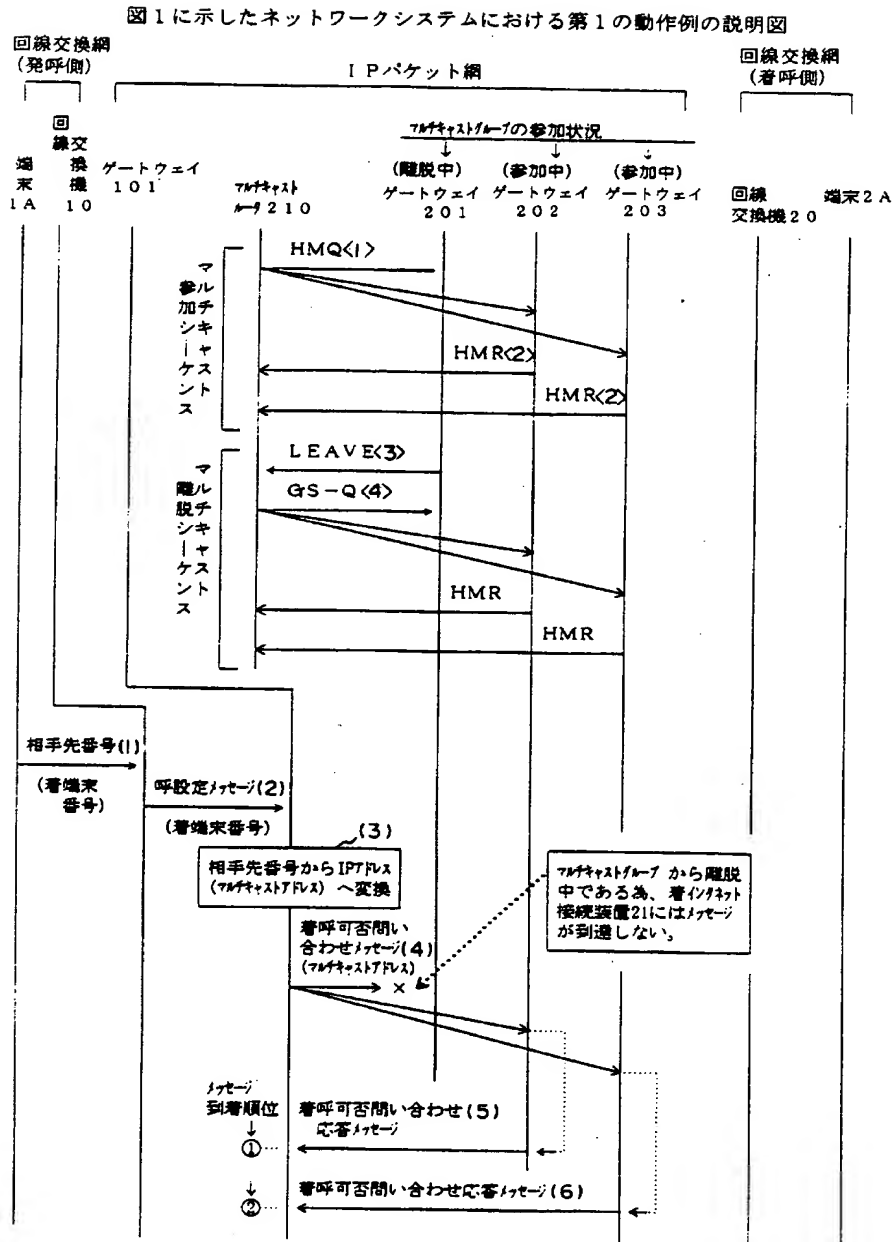 図1に示したネットワークシステムにおける第1の動作例の説明図
回線交換網
(発呼側)
IPパケット網
回線交換網
(着呼側)
マルチキャストグループの参加状況
(離脱中)
(参加中)
(参加中)
端末
1A
回線交換機
10
ゲートウェイ
101
マルチキャスト
ルータ210
ゲートウェイ
201
ゲートウェイ
202
ゲートウェイ
203
回線
交換機20
端末2A
マルチキャスト
参加シーケンス
HMQ<1>
HMR<2>
HMR<2>
マルチキャスト
離脱シーケンス
LEAVE<3>
GS-Q<4>
HMR
HMR
相手先番号(1)
(着端末
番号)
呼設定メッセージ(2)
(着端末番号)
(3)
相手先番号からIPアドレス
(マルチキャストアドレス)へ変換
マルチキャストグループから離脱
中である為、着インタネット
接続装置21にはメッセージ
が到達しない。
着呼可否問い
合わせメッセージ(4)
(マルチキャストアドレス)
×
メッセージ
到着順位
①
着呼可否問い合わせ(5)
応答メッセージ
②
着呼可否問い合わせ応答メッセージ(6)